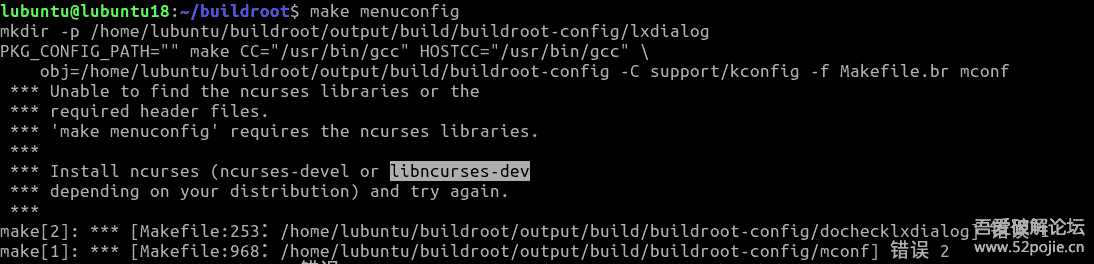 lubuntu@lubuntu18:~/buildroot$ make menuconfig
mkdir -p /home/lubuntu/buildroot/output/build/buildroot-config/lxdialog
PKG_CONFIG_PATH="" make CC="/usr/bin/gcc" HOSTCC="/usr/bin/gcc" \
    obj=/home/lubuntu/buildroot/output/build/buildroot-config -C support/kconfig -f Makefile.br mconf
 *** Unable to find the ncurses libraries or the
 *** required header files.
 *** 'make menuconfig' requires the ncurses libraries.
 ***
 *** Install ncurses (ncurses-devel or libncurses-dev
 *** depending on your distribution) and try again.
 ***
make[2]: *** [Makefile:253：/home/lubuntu/buildroot/output/build/buildroot-config/dochecklxdialog] 错误 1
make[1]: *** [Makefile:968：/home/lubuntu/buildroot/output/build/buildroot-config/mconf] 错误 2
吾爱破解论坛
www.52pojie.cn